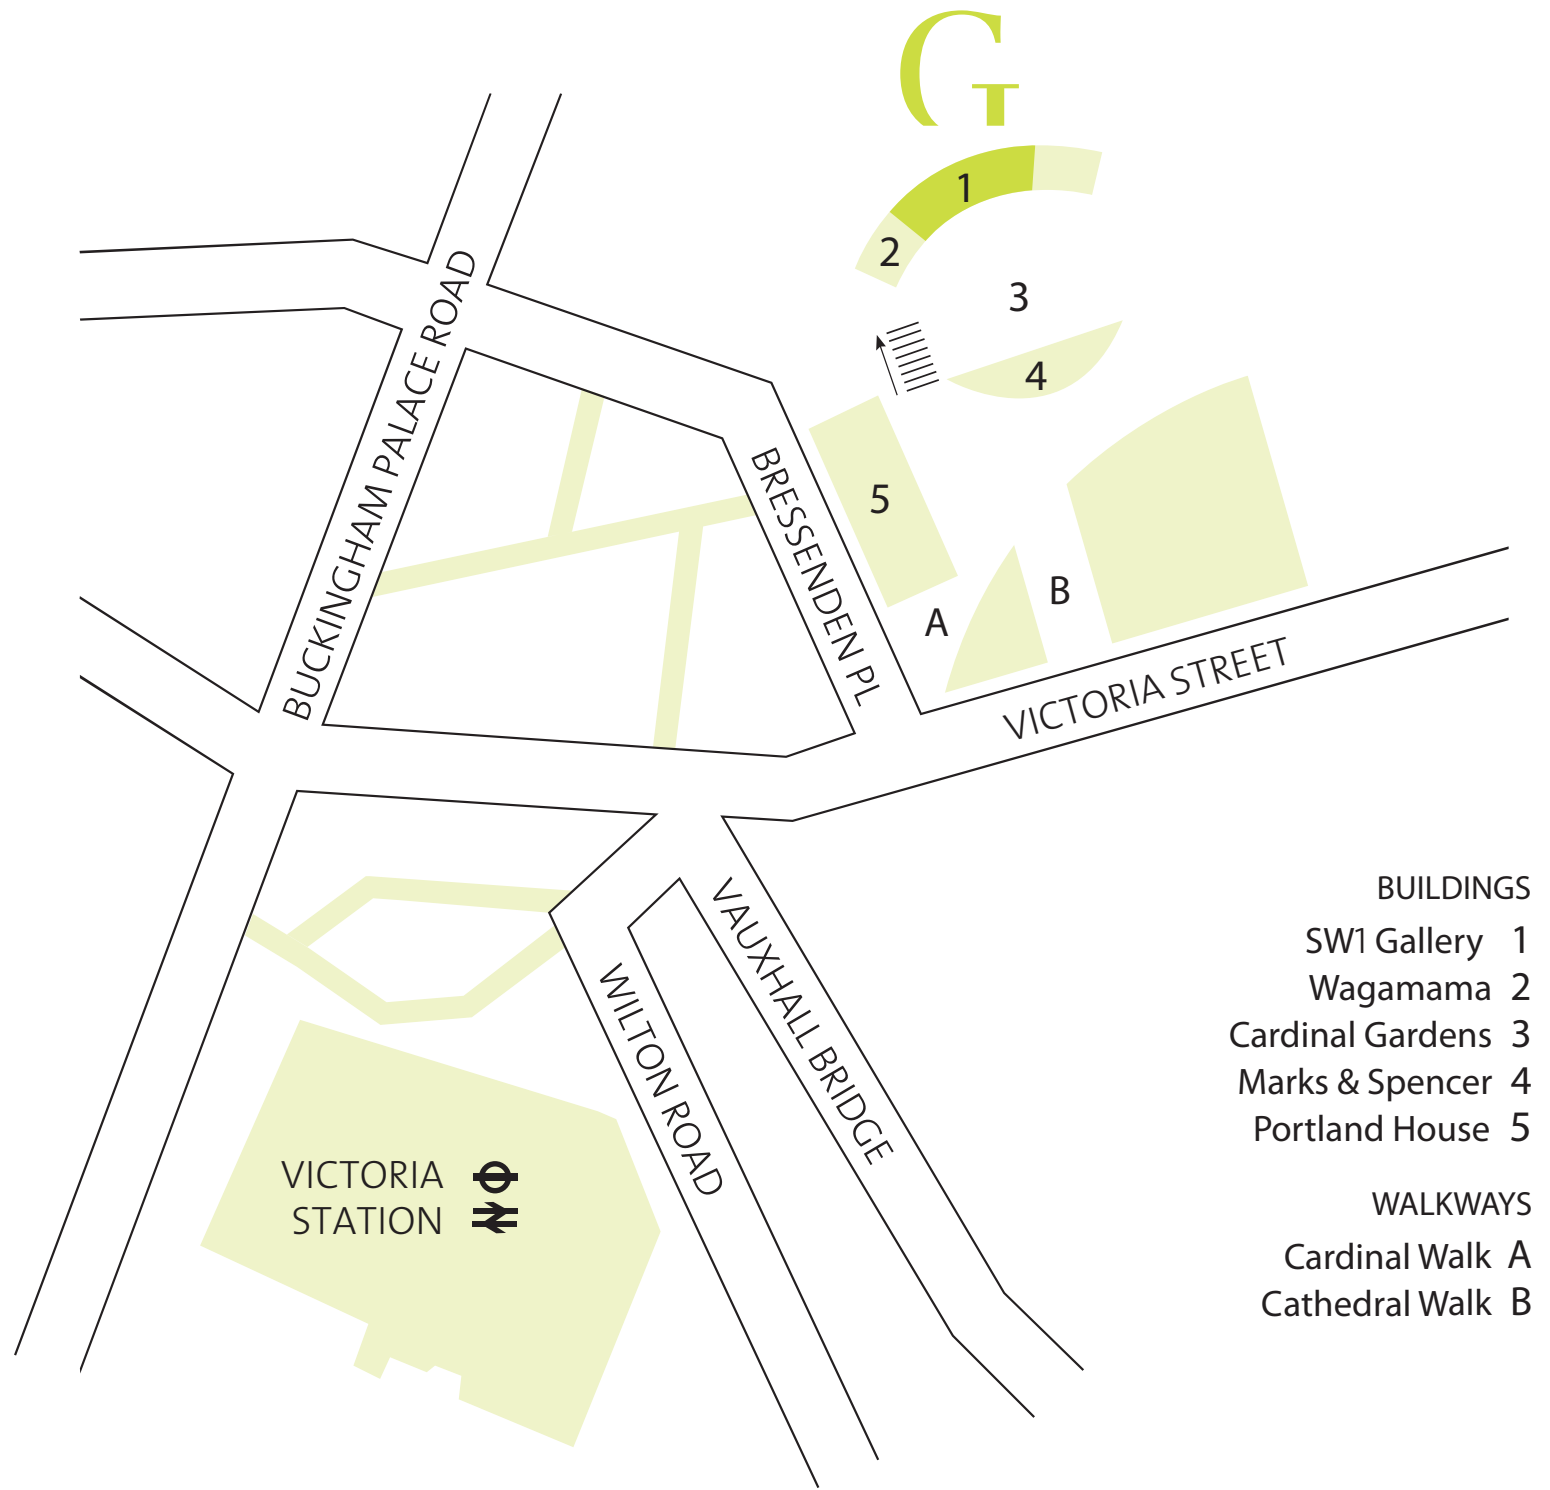 G
1
2
3
4
5
A
B
BUCKINGHAM PALACE ROAD
BRESSENDEN PL
VICTORIA STREET
VAUXHALL BRIDGE
WILTON ROAD
VICTORIA
STATION
BUILDINGS
SW1 Gallery 1
Wagamama 2
Cardinal Gardens 3
Marks & Spencer 4
Portland House 5
WALKWAYS
Cardinal Walk A
Cathedral Walk B